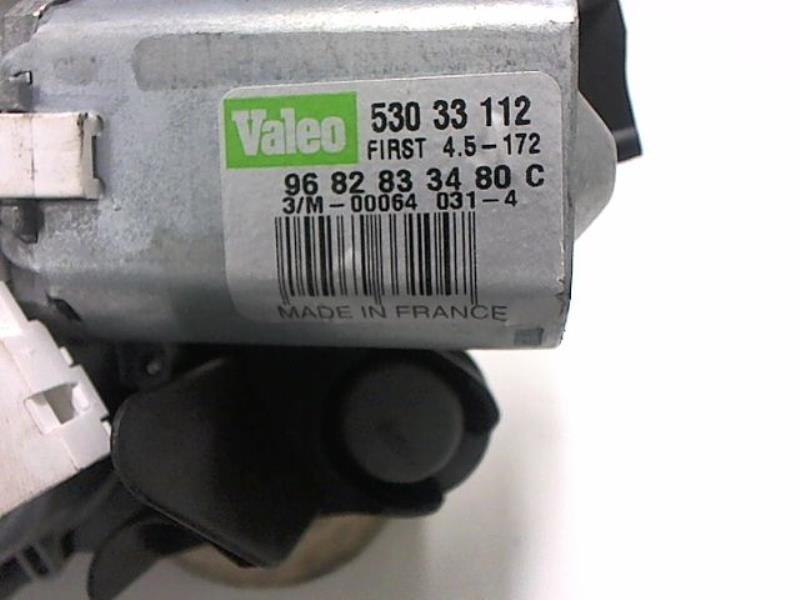 Valeo 530 33 112
FIRST 4.5-172
96 82 83 34 80 C
3/M-00064 031-4
MADE IN FRANCE